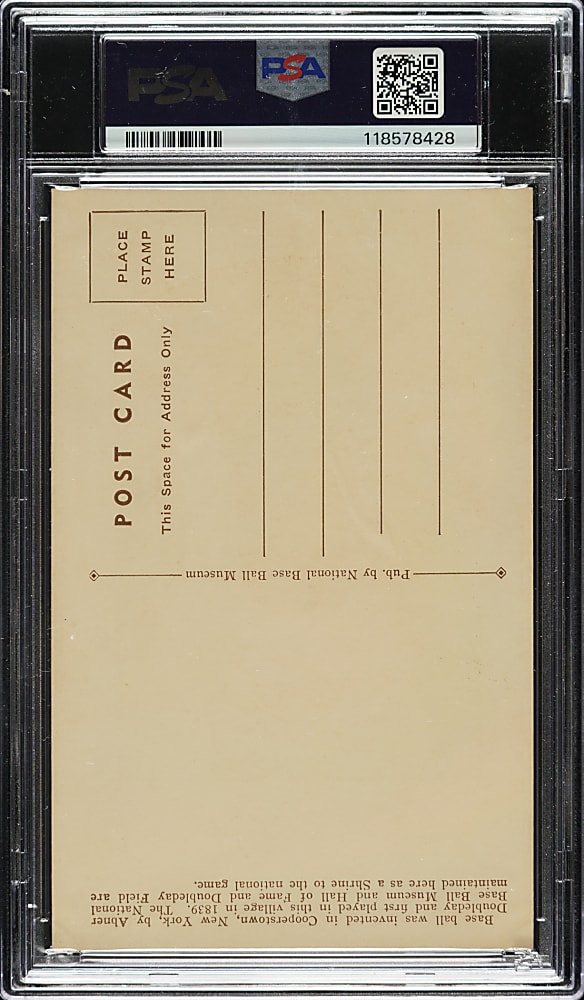 PSA
PSA
118578428
PLACE
STAMP
HERE
POST CARD
This Space for Address Only
Pub. by National Base Ball Museum
Base ball was invented in Cooperstown, New York, by Abner
Doubleday and first played in this village in 1839. The National
Base Ball Museum and Hall of Fame and Doubleday Field are
maintained here as a Shrine to the national game.